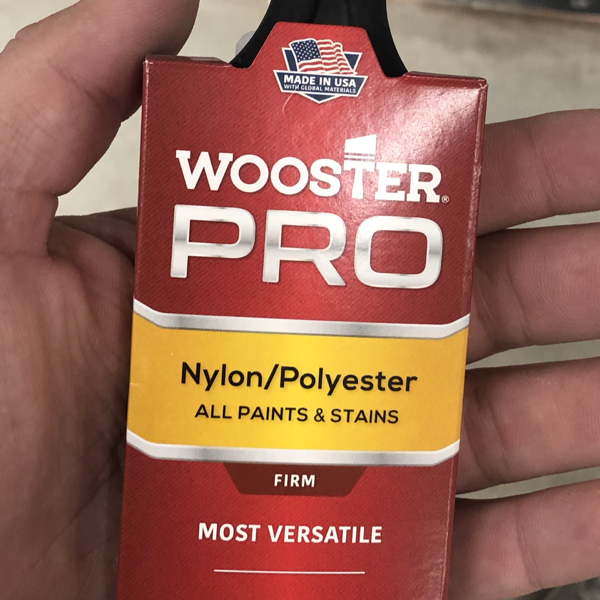 MADE IN USA
WITH GLOBAL MATERIALS
WOOSTER®
PRO
Nylon/Polyester
ALL PAINTS & STAINS
FIRM
MOST VERSATILE